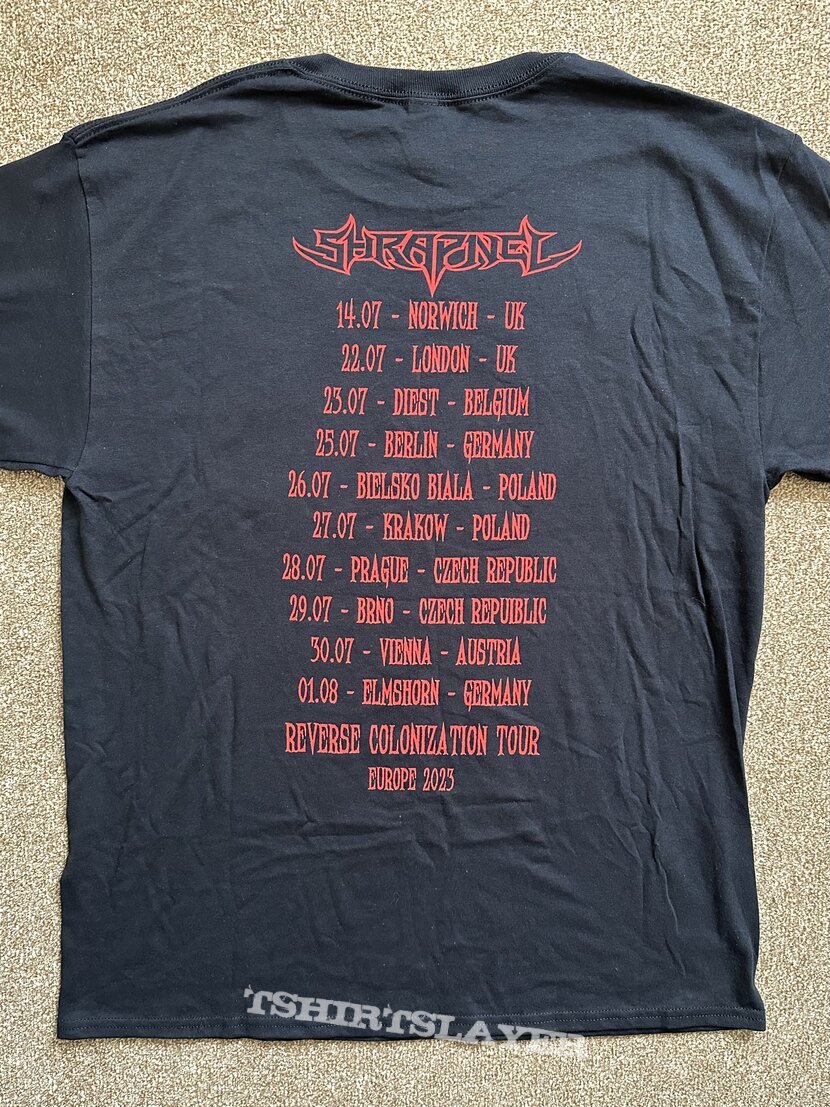 SHRAPNEL
14.07 - NORWICH - UK
22.07 - LONDON - UK
23.07 - DIEST - BELGIUM
25.07 - BERLIN - GERMANY
26.07 - BIELSKO BIALA - POLAND
27.07 - KRAKOW - POLAND
28.07 - PRAGUE - CZECH REPUBLIC
29.07 - BRNO - CZECH REPUIBLIC
30.07 - VIENNA - AUSTRIA
01.08 - ELMSHORN - GERMANY
REVERSE COLONIZATION TOUR
EUROPE 2023
TSHIRTSLAYER